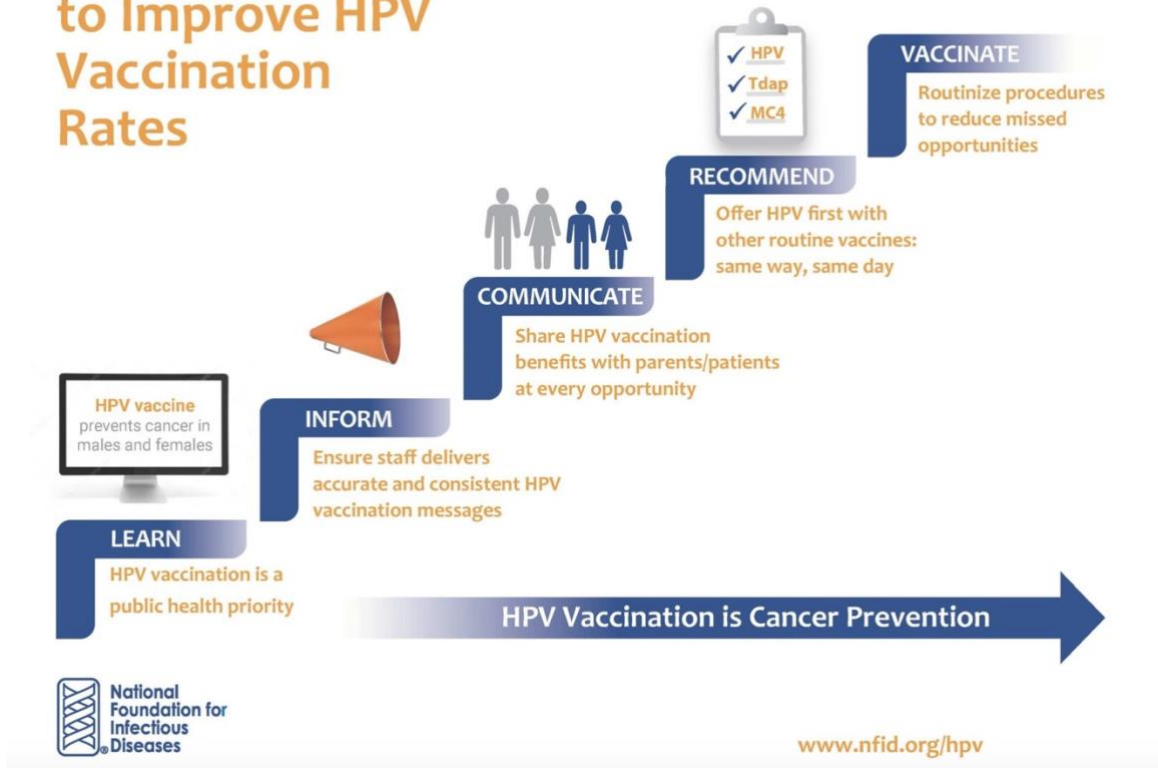 to Improve HPV
Vaccination
Rates
HPV
Tdap
MC4
VACCINATE
Routinize procedures
to reduce missed
opportunities
RECOMMEND
Offer HPV first with
other routine vaccines:
same way, same day
COMMUNICATE
Share HPV vaccination
benefits with parents/patients
at every opportunity
HPV vaccine
prevents cancer in
males and females
INFORM
Ensure staff delivers
accurate and consistent HPV
vaccination messages
LEARN
HPV vaccination is a
public health priority
HPV Vaccination is Cancer Prevention
National
Foundation for
Infectious
® Diseases
www.nfid.org/hpv